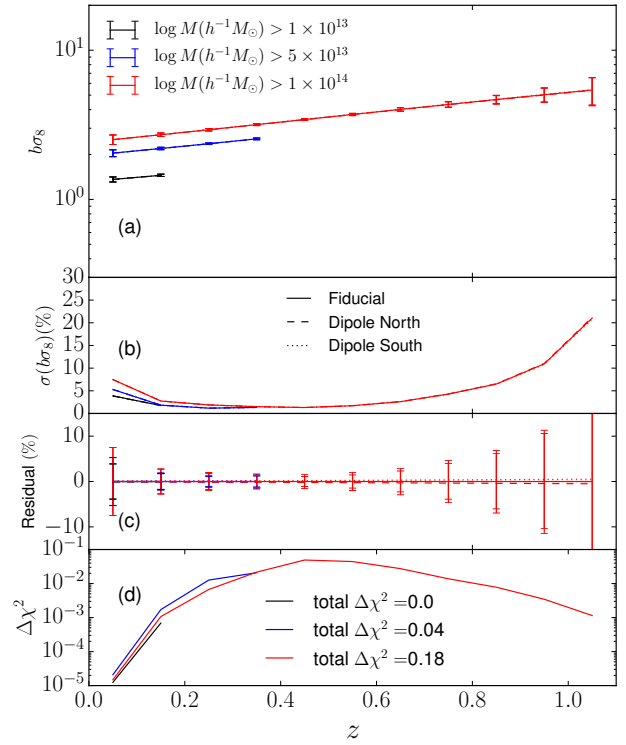 10¹
log M(h⁻¹M⊙) > 1 × 10¹³
log M(h⁻¹M⊙) > 5 × 10¹³
log M(h⁻¹M⊙) > 1 × 10¹⁴
bσ₈
10⁰
(a)
30
25
20
15
10
5
0
σ(bσ₈)(%)
Fiducial
Dipole North
Dipole South
(b)
10
0
−10
Residual (%)
(c)
10⁻¹
10⁻²
10⁻³
10⁻⁴
10⁻⁵
Δχ²
(d)
total Δχ² =0.0
total Δχ² =0.04
total Δχ² =0.18
0.0 0.2 0.4 0.6 0.8 1.0
z